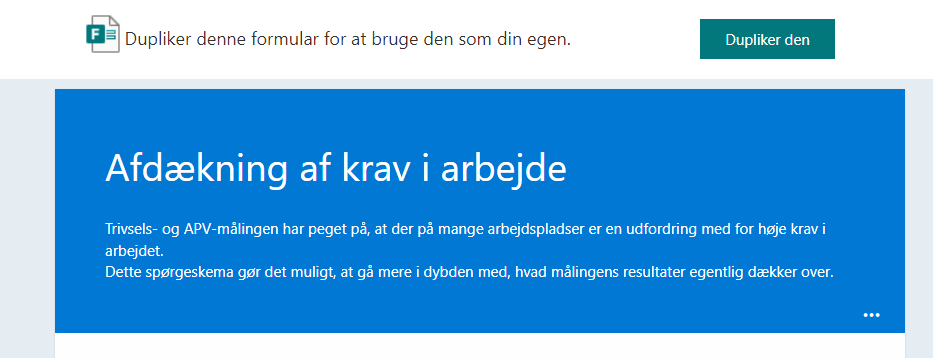 Dupliker denne formular for at bruge den som din egen.
Dupliker den
Afdækning af krav i arbejde
Trivsels- og APV-målingen har peget på, at der på mange arbejdspladser er en udfordring med for høje krav i
arbejdet.
Dette spørgeskema gør det muligt, at gå mere i dybden med, hvad målingens resultater egentlig dækker over.